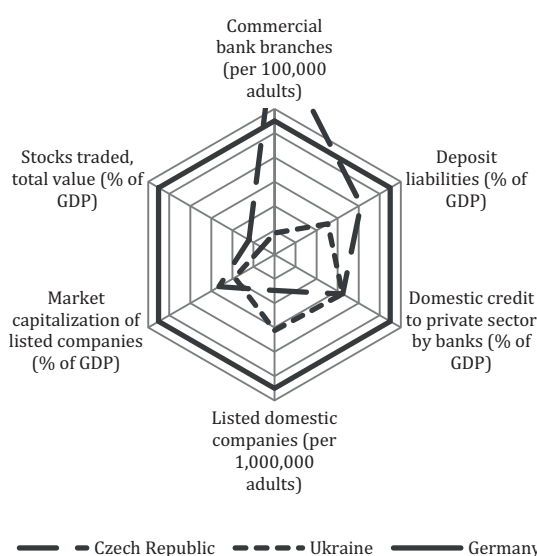 Commercial
bank branches
(per 100,000
adults)
Stocks traded,
total value (% of
GDP)
Deposit
liabilities (% of
GDP)
Market
capitalization of
listed companies
(% of GDP)
Domestic credit
to private sector
by banks (% of
GDP)
Listed domestic
companies (per
1,000,000
adults)
Czech Republic
Ukraine
Germany